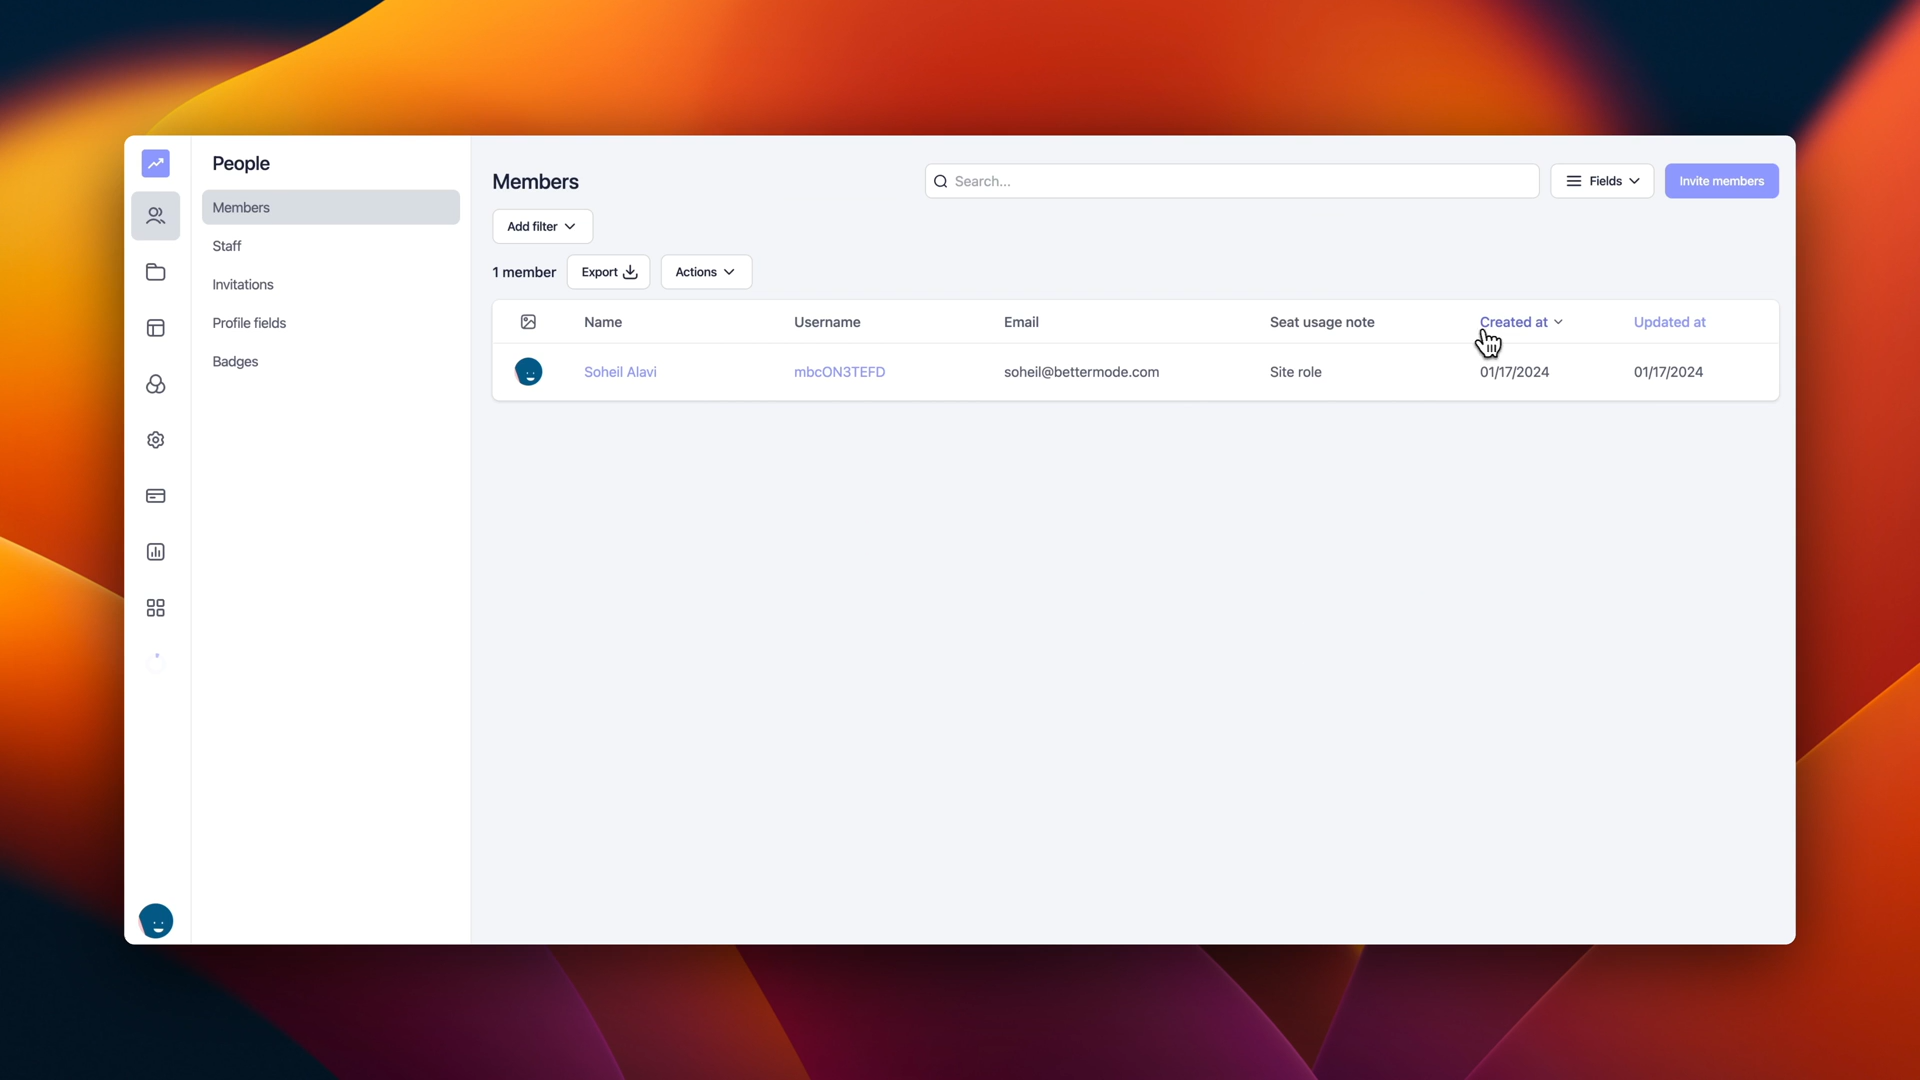 People
Members
Staff
Invitations
Profile fields
Badges
Members
Search...
Fields
Invite members
Add filter
1 member
Export
Actions
Name Username Email Seat usage note Created at Updated at
Soheil Alavi mbcON3TEFD soheil@bettermode.com Site role 01/17/2024 01/17/2024